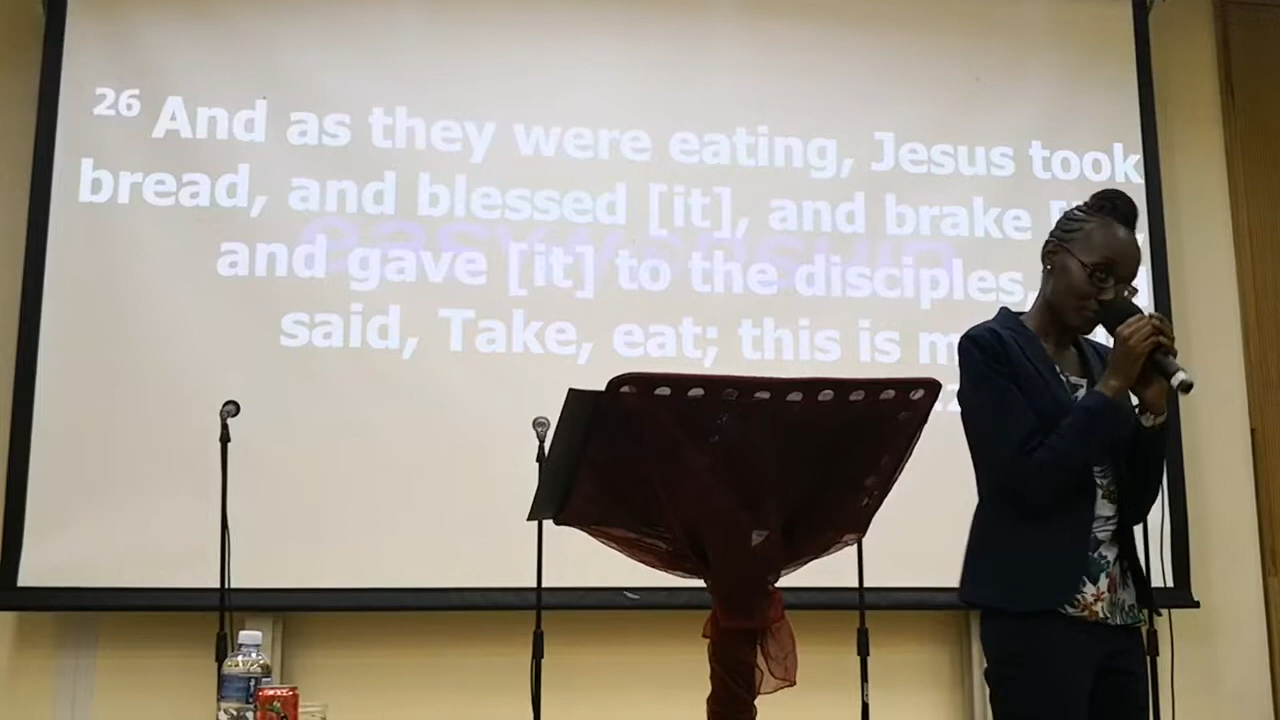 26 And as they were eating, Jesus took
bread, and blessed [it], and brake
and gave [it] to the disciples,
said, Take, eat; this is
easyworship